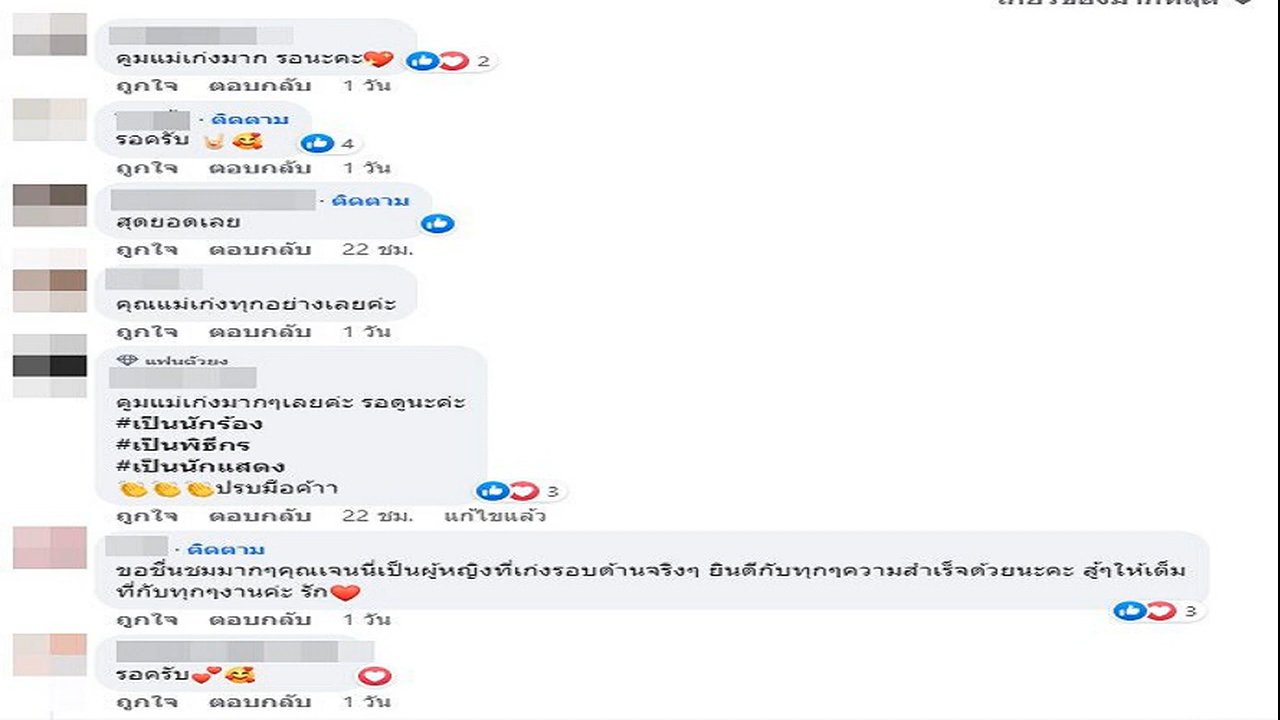 เกี่ยวข้องมากที่สุด
คุมแม่เก่งมาก รอนะคะ💖 2
ถูกใจ ตอบกลับ 1 วัน
· ติดตาม
รอครับ 🤟🏻🥰 4
ถูกใจ ตอบกลับ 1 วัน
· ติดตาม
สุดยอดเลย
ถูกใจ ตอบกลับ 22 ชม.
คุณแม่เก่งทุกอย่างเลยค่ะ
ถูกใจ ตอบกลับ 1 วัน
แฟนตัวยง
คุมแม่เก่งมากๆเลยค่ะ รอดูนะค่ะ
#เป็นนักร้อง
#เป็นพิธีกร
#เป็นนักแสดง
👏👏👏ปรบมือค้าา 3
ถูกใจ ตอบกลับ 22 ชม. แก้ไขแล้ว
· ติดตาม
ขอชื่นชมมากๆคุณเจนนี่เป็นผู้หญิงที่เก่งรอบด้านจริงๆ ยินดีกับทุกๆความสำเร็จด้วยนะคะ สู้ๆให้เต็ม
ที่กับทุกๆงานค่ะ รัก❤️ 3
ถูกใจ ตอบกลับ 1 วัน
รอครับ💕🥰
ถูกใจ ตอบกลับ 1 วัน